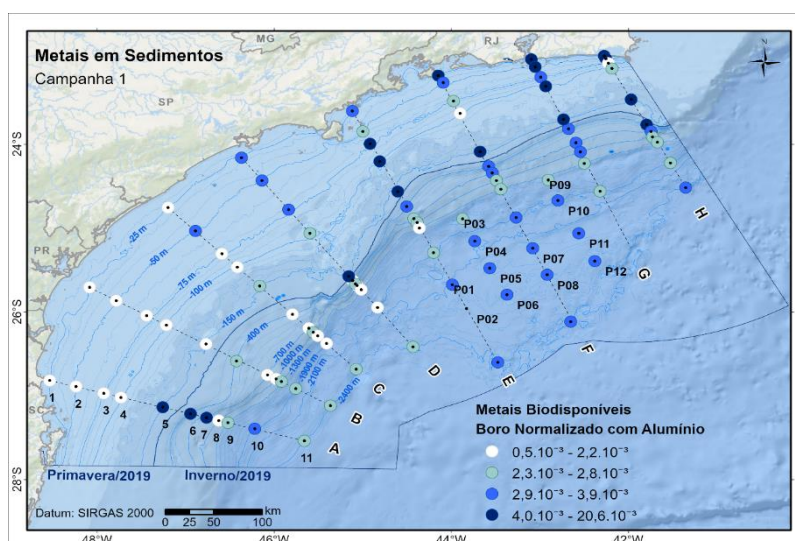 MG
RJ
Metais em Sedimentos
Campanha 1
SP
24°S
-25 m
-50 m
-75 m
-100 m
PR
P09
P10
H
P03
P04
P11
G
P07
P12
P05
P01
P08
P06
26°S
-150 m
-400 m
P02
F
-700 m
-1000 m
-1300 m
-1900 m
-2100 m
-2400 m
D
E
C
B
SC
1
2
3
4
5
6
7
8
9
10
11
A
Metais Biodisponíveis
Boro Normalizado com Alumínio
0,5.10⁻³ - 2,2.10⁻³
2,3.10⁻³ - 2,8.10⁻³
2,9.10⁻³ - 3,9.10⁻³
4,0.10⁻³ - 20,6.10⁻³
28°S
Primavera/2019
Inverno/2019
Datum: SIRGAS 2000
km
0 25 50 100
48°W
46°W
44°W
42°W